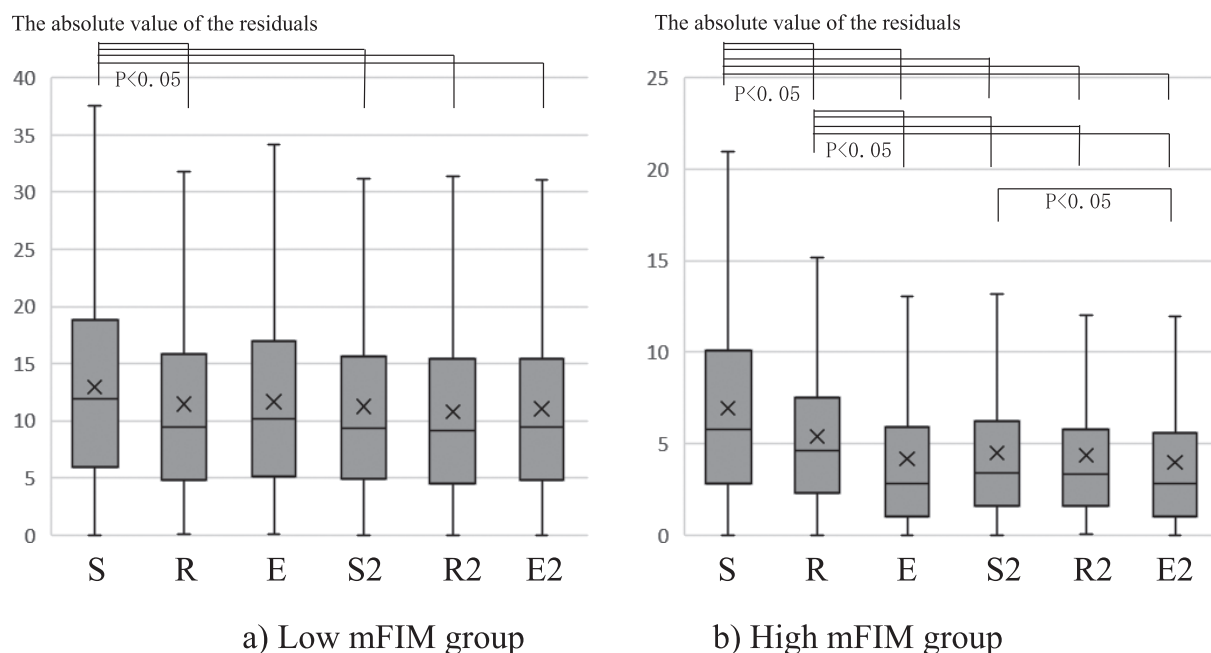 The absolute value of the residuals
P<0.05
40
35
30
25
20
15
10
5
0
S R E S2 R2 E2
a) Low mFIM group
The absolute value of the residuals
25
P<0.05
P<0.05
20
P<0.05
15
10
5
0
S R E S2 R2 E2
b) High mFIM group